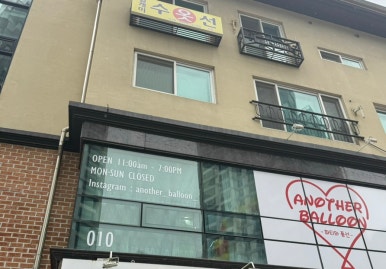 옷수선
OPEN 11:00am - 7:00PM
MON·SUN CLOSED
Instagram : another_balloon
010
ANOTHER
BALLOON